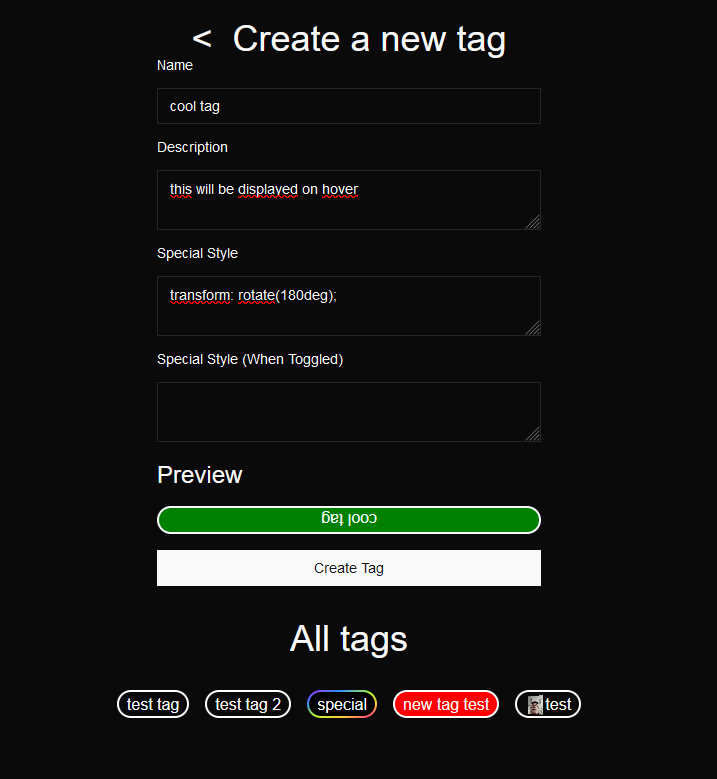 < Create a new tag
Name
cool tag
Description
this will be displayed on hover
Special Style
transform: rotate(180deg);
Special Style (When Toggled)
Preview
cool tag
Create Tag
All tags
test tag test tag 2 special new tag test test